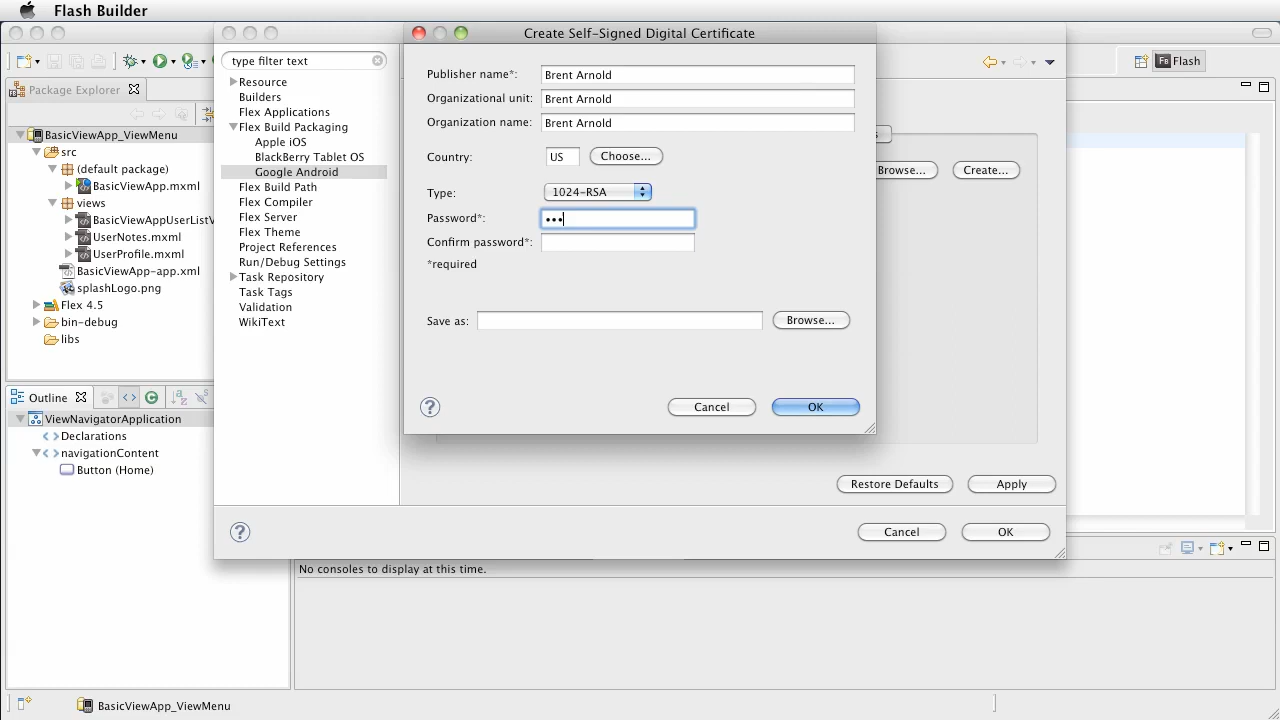 Flash Builder
Create Self-Signed Digital Certificate
type filter text
Flash
Package Explorer
Resource
Builders
Flex Applications
Flex Build Packaging
Apple iOS
BlackBerry Tablet OS
Google Android
Flex Build Path
Flex Compiler
Flex Server
Flex Theme
Project References
Run/Debug Settings
Task Repository
Task Tags
Validation
WikiText
BasicViewApp_ViewMenu
src
(default package)
BasicViewApp.mxml
views
BasicViewAppUserListV
UserNotes.mxml
UserProfile.mxml
BasicViewApp-app.xml
splashLogo.png
Flex 4.5
bin-debug
libs
Publisher name*: Brent Arnold
Organizational unit: Brent Arnold
Organization name: Brent Arnold
Country: US Choose...
Type: 1024-RSA
Password*: •••
Confirm password*:
*required
Save as: Browse...
Cancel OK
s
Browse... Create...
Restore Defaults Apply
Cancel OK
Outline
ViewNavigatorApplication
Declarations
navigationContent
Button (Home)
No consoles to display at this time.
BasicViewApp_ViewMenu